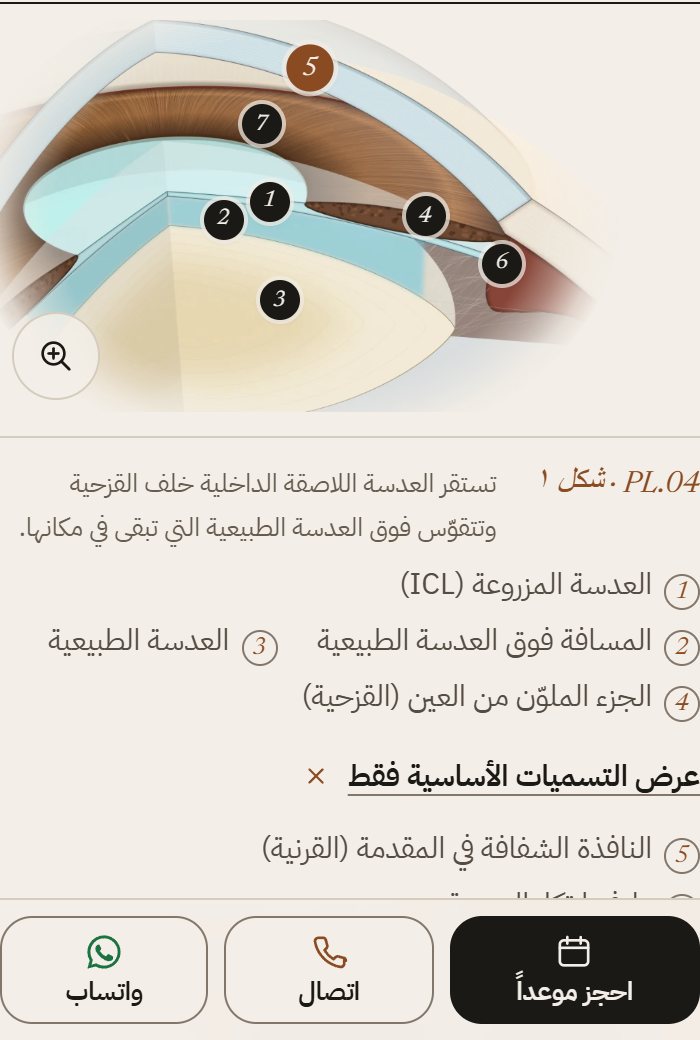 5
7
1
2
4
6
3
PL.04 · شكل ١
تستقر العدسة اللاصقة الداخلية خلف القزحية
وتتقوّس فوق العدسة الطبيعية التي تبقى في مكانها.
1 العدسة المزروعة (ICL)
2 المسافة فوق العدسة الطبيعية 3 العدسة الطبيعية
4 الجزء الملوّن من العين (القزحية)
عرض التسميات الأساسية فقط ×
5 النافذة الشفافة في المقدمة (القرنية)
احجز موعداً
اتصال
واتساب